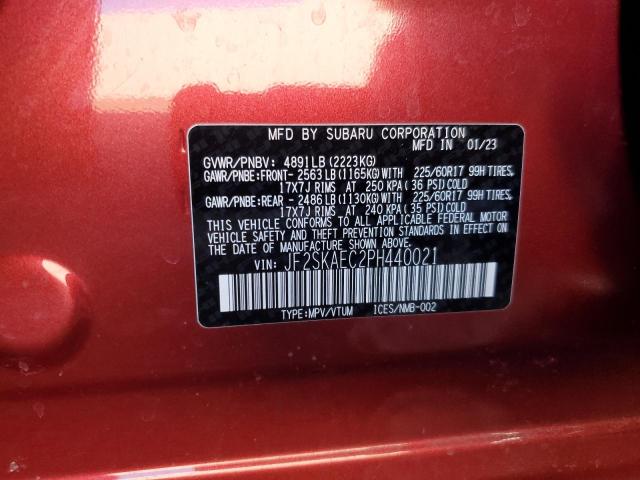 MFD BY SUBARU CORPORATION
MFD IN 01/23
GVWR/PNBV: 4891LB (2223KG)
GAWR/PNBE:FRONT- 2563LB(1165KG)WITH 225/60R17 99H TIRES,
17X7J RIMS AT 250 KPA(36 PSI)COLD
GAWR/PNBE:REAR - 2486LB(1130KG)WITH 225/60R17 99H TIRES,
17X7J RIMS AT 240 KPA(35 PSI)COLD
THIS VEHICLE CONFORMS TO ALL APPLICABLE FEDERAL MOTOR
VEHICLE SAFETY AND THEFT PREVENTION STANDARDS IN EFFECT ON
THE DATE OF MANUFACTURE SHOWN ABOVE.
VIN: JF2SKAEC2PH440021
TYPE:MPV/VTUM ICES/NMB-002